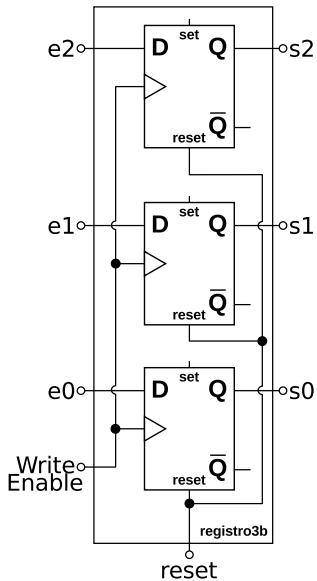 set
e2 D Q s2
reset Q
set
e1 D Q s1
reset Q
set
e0 D Q s0
Write
Enable
reset Q
registro3b
reset